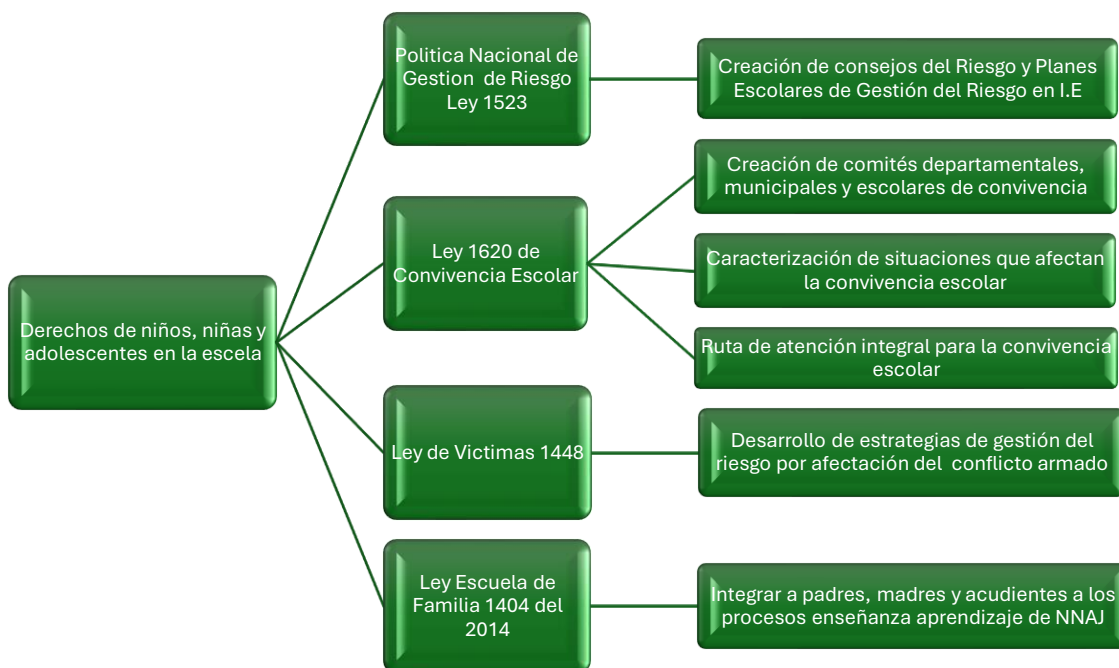 Derechos de niños, niñas y
adolescentes en la escela
Politica Nacional de
Gestion de Riesgo
Ley 1523
Creación de consejos del Riesgo y Planes
Escolares de Gestión del Riesgo en I.E
Ley 1620 de
Convivencia Escolar
Creación de comités departamentales,
municipales y escolares de convivencia
Caracterización de situaciones que afectan
la convivencia escolar
Ruta de atención integral para la convivencia
escolar
Ley de Victimas 1448
Desarrollo de estrategias de gestión del
riesgo por afectación del conflicto armado
Ley Escuela de
Familia 1404 del
2014
Integrar a padres, madres y acudientes a los
procesos enseñanza aprendizaje de NNAJ